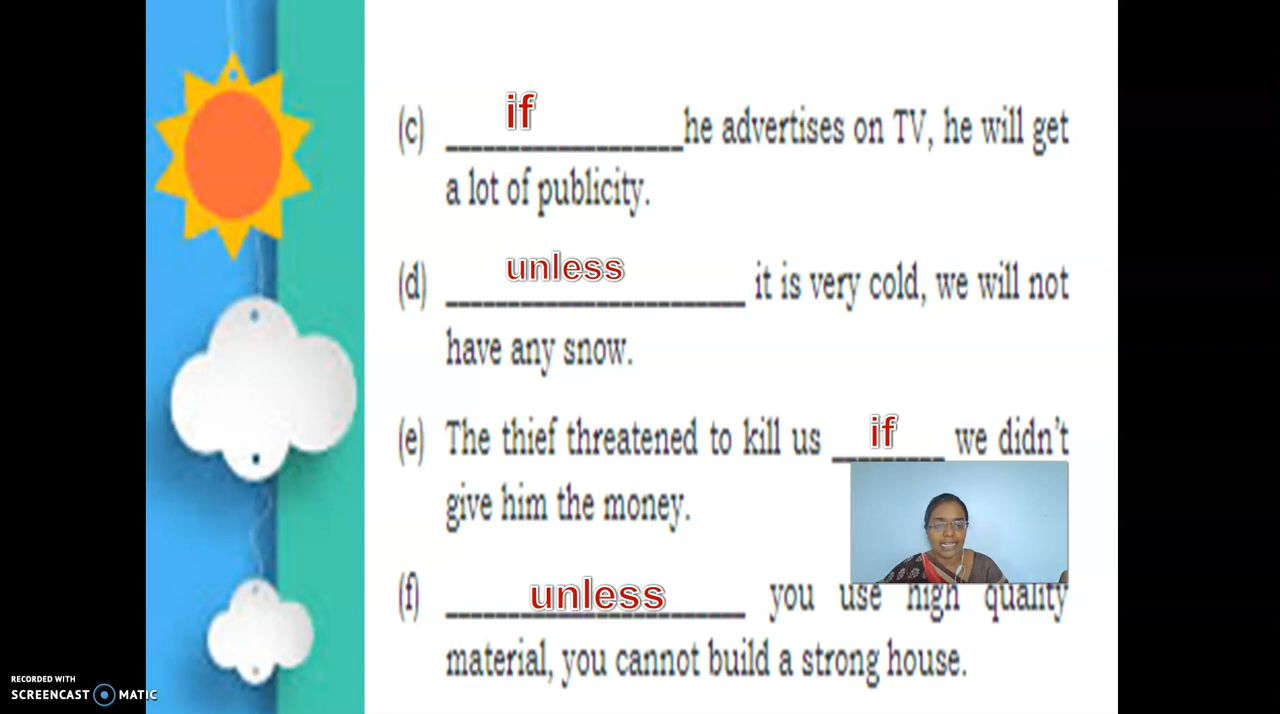 (c) if he advertises on TV, he will get
a lot of publicity.
(d) unless it is very cold, we will not
have any snow.
(e) The thief threatened to kill us if we didn't
give him the money.
(f) unless you use high quality
material, you cannot build a strong house.
RECORDED WITH
SCREENCAST MATIC